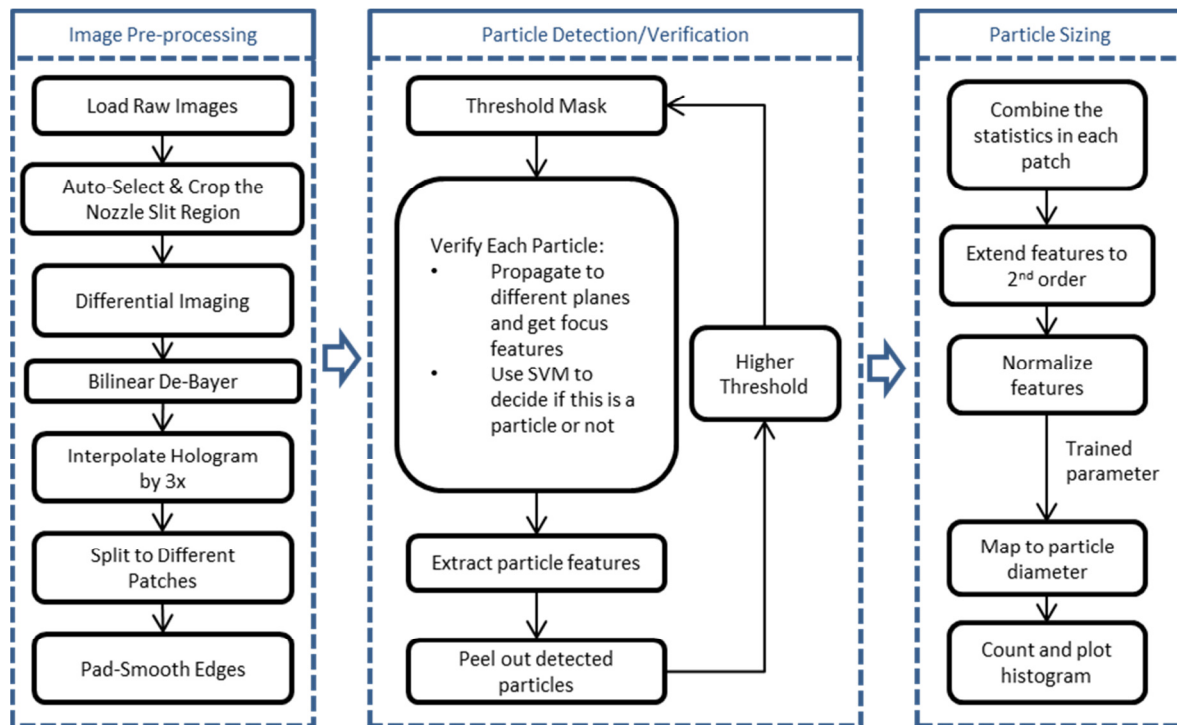 Image Pre-processing
Load Raw Images
Auto-Select & Crop the
Nozzle Slit Region
Differential Imaging
Bilinear De-Bayer
Interpolate Hologram
by 3x
Split to Different
Patches
Pad-Smooth Edges
Particle Detection/Verification
Threshold Mask
Verify Each Particle:
• Propagate to
different planes
and get focus
features
• Use SVM to
decide if this is a
particle or not
Extract particle features
Peel out detected
particles
Higher
Threshold
Particle Sizing
Combine the
statistics in each
patch
Extend features to
2nd order
Normalize
features
Trained
parameter
Map to particle
diameter
Count and plot
histogram